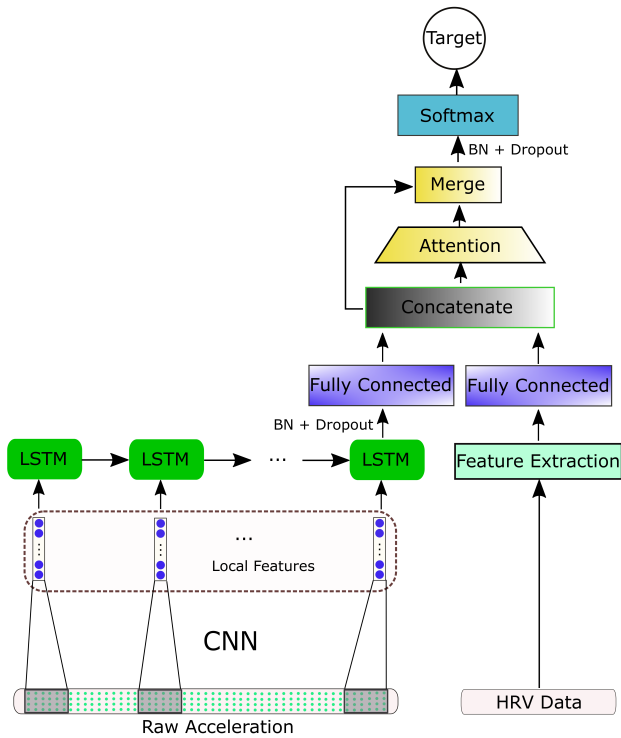 Target
Softmax
BN + Dropout
Merge
Attention
Concatenate
Fully Connected
Fully Connected
BN + Dropout
LSTM
LSTM
...
LSTM
Feature Extraction
...
Local Features
CNN
HRV Data
Raw Acceleration